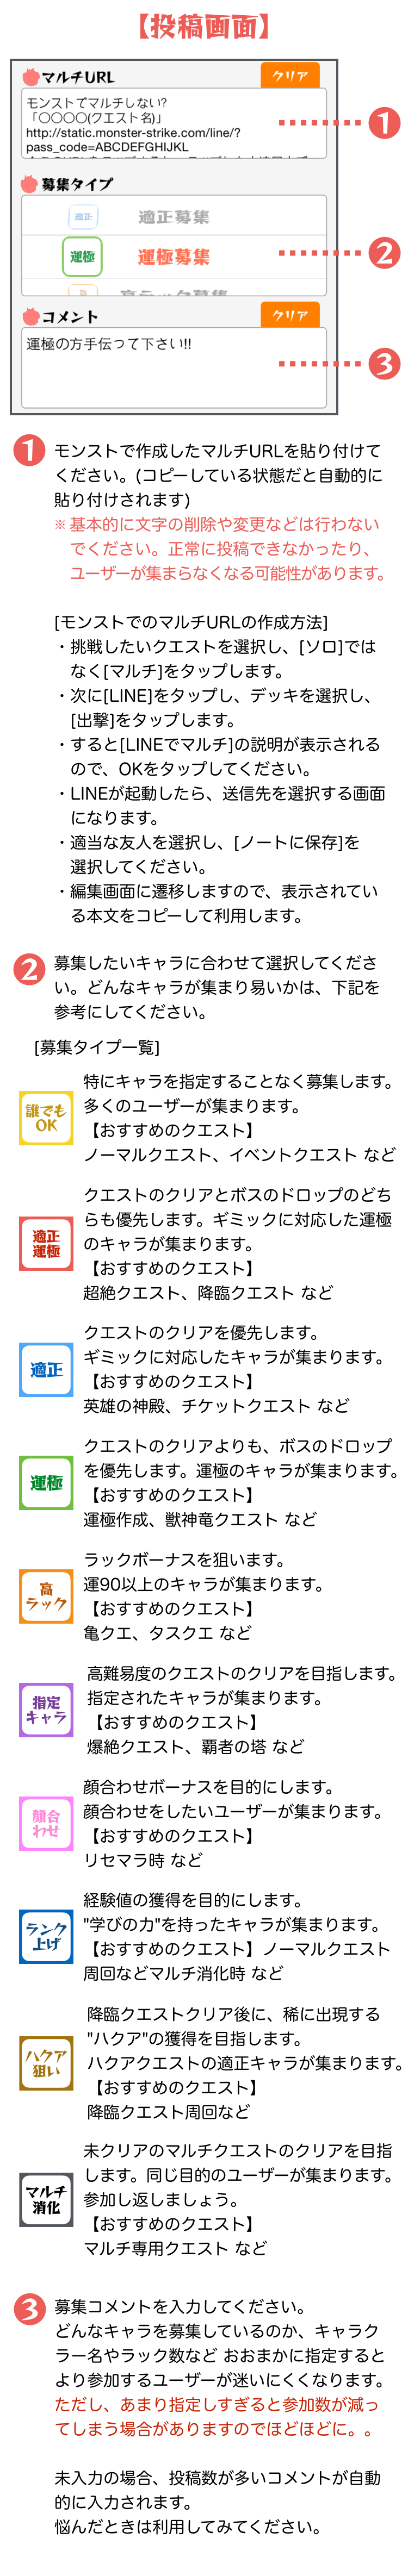 【投稿画面】
マルチURL
クリア
モンストでマルチしない?
「○○○○(クエスト名)」
http://static.monster-strike.com/line/?
pass_code=ABCDEFGHIJKL
1
募集タイプ
適正 適正募集
運極 運極募集
2
高ラック募集
コメント
クリア
運極の方手伝って下さい!!
3
1 モンストで作成したマルチURLを貼り付けて
ください。(コピーしている状態だと自動的に
貼り付けされます)
※ 基本的に文字の削除や変更などは行わない
でください。正常に投稿できなかったり、
ユーザーが集まらなくなる可能性があります。
[モンストでのマルチURLの作成方法]
・挑戦したいクエストを選択し、[ソロ]では
なく[マルチ]をタップします。
・次に[LINE]をタップし、デッキを選択し、
[出撃]をタップします。
・すると[LINEでマルチ]の説明が表示される
ので、OKをタップしてください。
・LINEが起動したら、送信先を選択する画面
になります。
・適当な友人を選択し、[ノートに保存]を
選択してください。
・編集画面に遷移しますので、表示されてい
る本文をコピーして利用します。
2 募集したいキャラに合わせて選択してくださ
い。どんなキャラが集まり易いかは、下記を
参考にしてください。
[募集タイプ一覧]
誰でも
OK
特にキャラを指定することなく募集します。
多くのユーザーが集まります。
【おすすめのクエスト】
ノーマルクエスト、イベントクエスト など
適正
運極
クエストのクリアとボスのドロップのどち
らも優先します。ギミックに対応した運極
のキャラが集まります。
【おすすめのクエスト】
超絶クエスト、降臨クエスト など
適正
クエストのクリアを優先します。
ギミックに対応したキャラが集まります。
【おすすめのクエスト】
英雄の神殿、チケットクエスト など
運極
クエストのクリアよりも、ボスのドロップ
を優先します。運極のキャラが集まります。
【おすすめのクエスト】
運極作成、獣神竜クエスト など
高
ラック
ラックボーナスを狙います。
運90以上のキャラが集まります。
【おすすめのクエスト】
亀クエ、タスクエ など
指定
キャラ
高難易度のクエストのクリアを目指します。
指定されたキャラが集まります。
【おすすめのクエスト】
爆絶クエスト、覇者の塔 など
顔合
わせ
顔合わせボーナスを目的にします。
顔合わせをしたいユーザーが集まります。
【おすすめのクエスト】
リセマラ時 など
ランク
上げ
経験値の獲得を目的にします。
"学びの力"を持ったキャラが集まります。
【おすすめのクエスト】ノーマルクエスト
周回などマルチ消化時 など
ハクア
狙い
降臨クエストクリア後に、稀に出現する
"ハクア"の獲得を目指します。
ハクアクエストの適正キャラが集まります。
【おすすめのクエスト】
降臨クエスト周回など
マルチ
消化
未クリアのマルチクエストのクリアを目指
します。同じ目的のユーザーが集まります。
参加し返しましょう。
【おすすめのクエスト】
マルチ専用クエスト など
3 募集コメントを入力してください。
どんなキャラを募集しているのか、キャラク
ラー名やラック数など おおまかに指定すると
より参加するユーザーが迷いにくくなります。
ただし、あまり指定しすぎると参加数が減っ
てしまう場合がありますのでほどほどに。。
未入力の場合、投稿数が多いコメントが自動
的に入力されます。
悩んだときは利用してみてください。